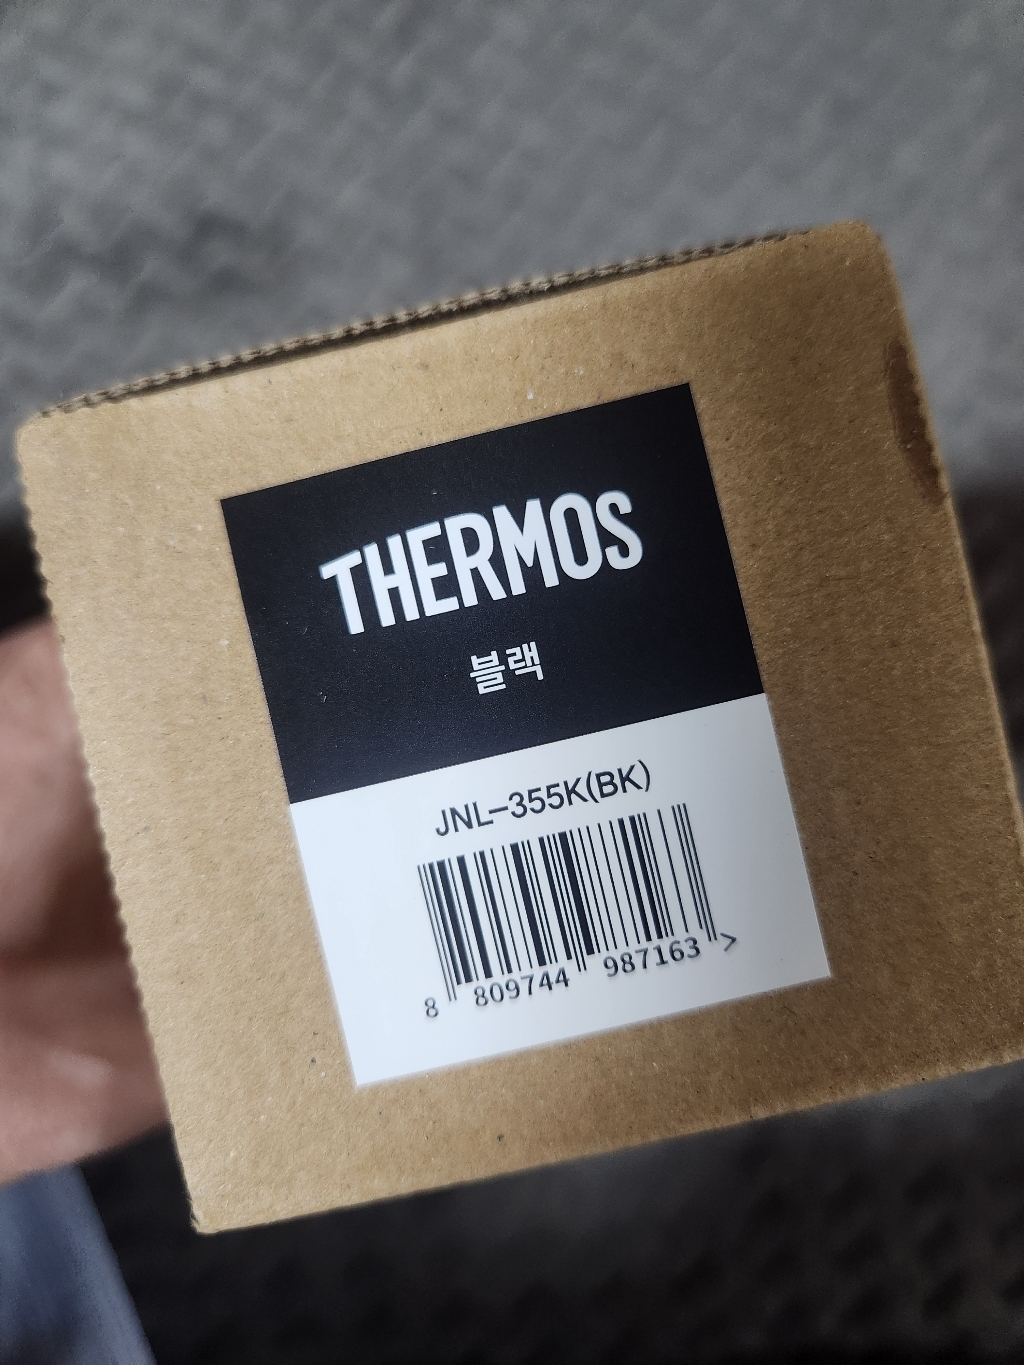 THERMOS
블랙
JNL-355K(BK)
8 809744 987163 >